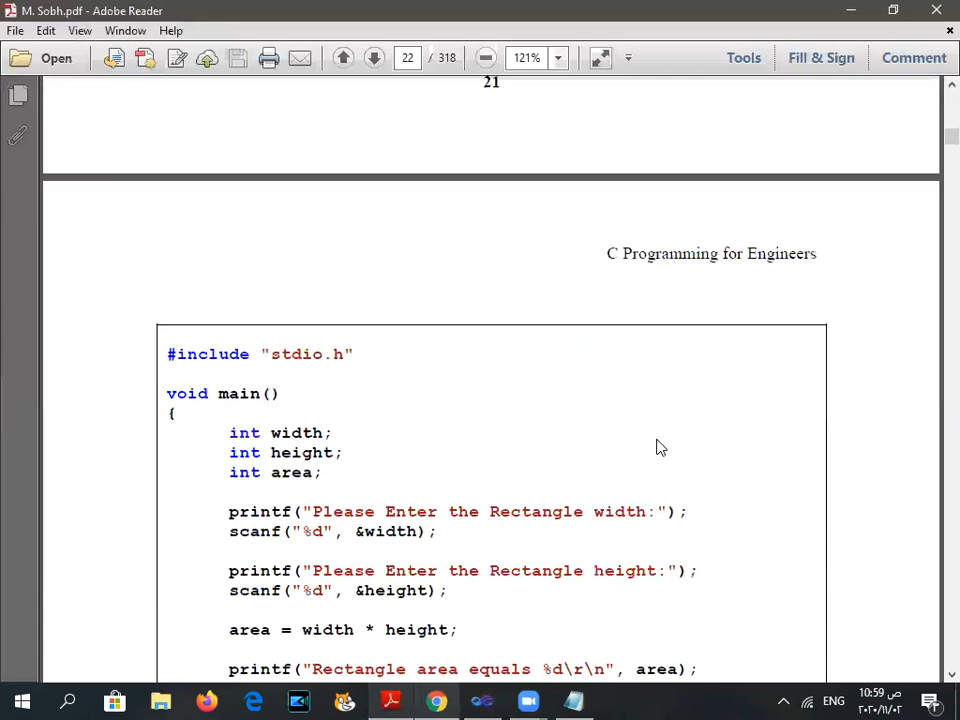 M. Sobh.pdf - Adobe Reader
File Edit View Window Help
Open 22 / 318 121% Tools Fill & Sign Comment
21
C Programming for Engineers
#include "stdio.h"
void main()
{
int width;
int height;
int area;
printf("Please Enter the Rectangle width:");
scanf("%d", &width);
printf("Please Enter the Rectangle height:");
scanf("%d", &height);
area = width * height;
printf("Rectangle area equals %d\r\n", area);
ENG
10:59 ص
٢٠٢٠/١١/٠٢